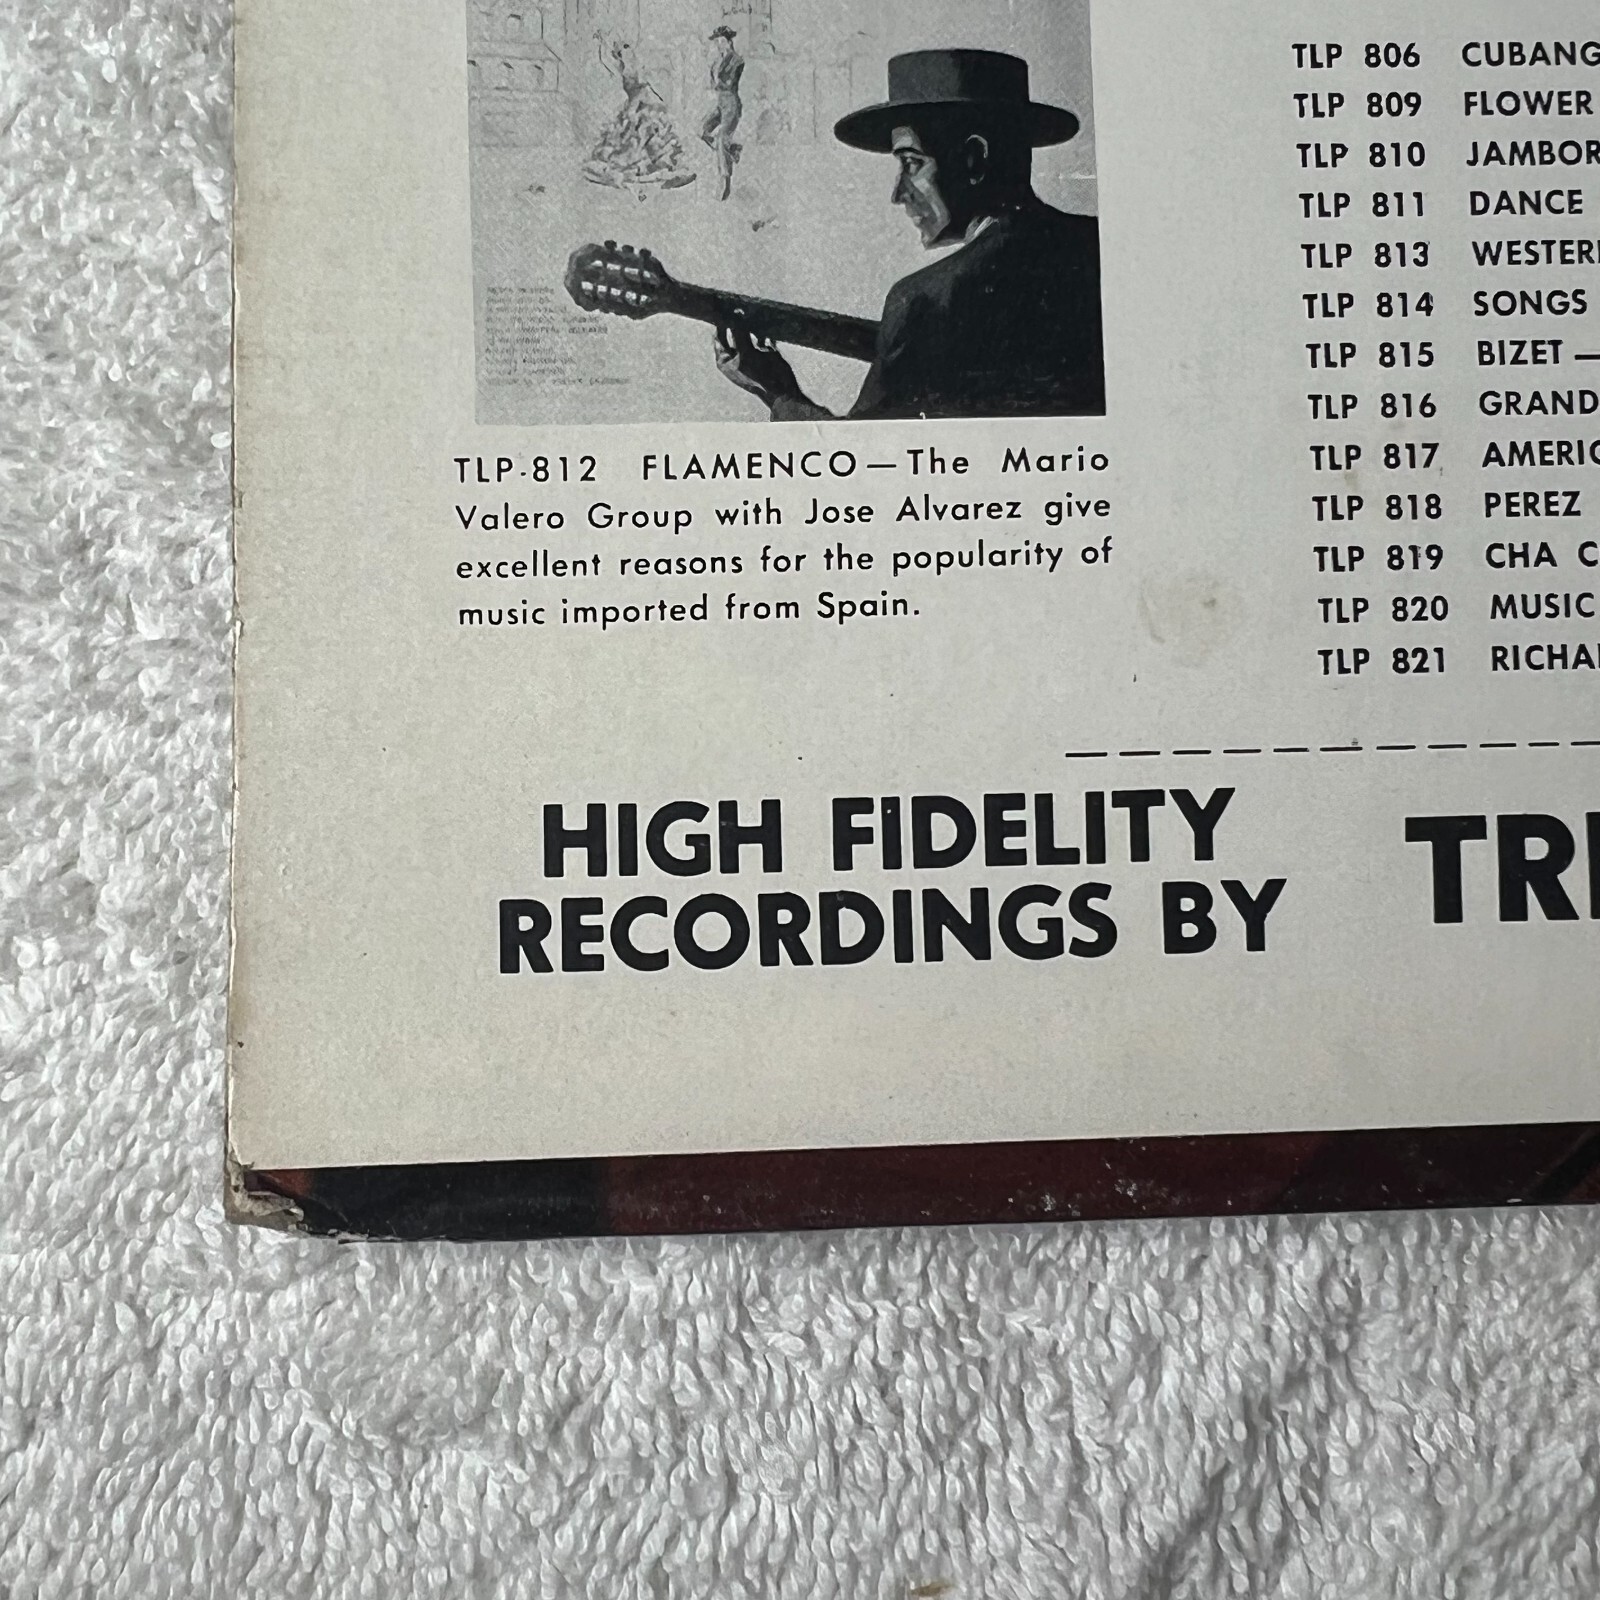 TLP-812 FLAMENCO—The Mario
Valero Group with Jose Alvarez give
excellent reasons for the popularity of
music imported from Spain.
TLP 806 CUBANG
TLP 809 FLOWER
TLP 810 JAMBOR
TLP 811 DANCE
TLP 813 WESTER
TLP 814 SONGS
TLP 815 BIZET —
TLP 816 GRAND
TLP 817 AMERIC
TLP 818 PEREZ
TLP 819 CHA C
TLP 820 MUSIC
TLP 821 RICHA
HIGH FIDELITY
RECORDINGS BY
TRI